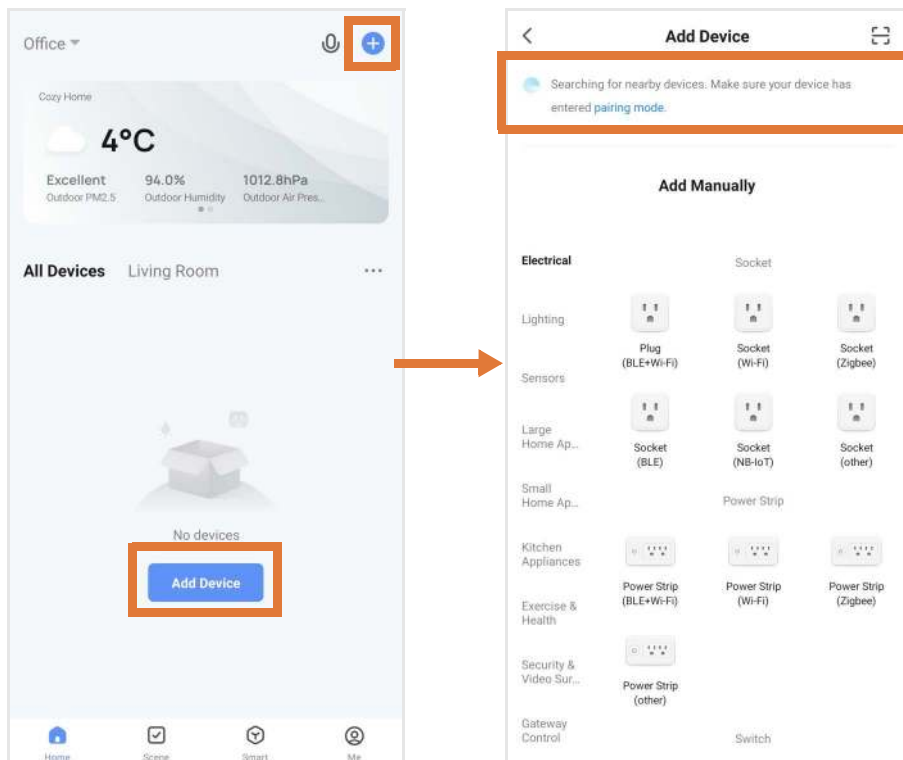 Office
Cozy Home
4°C
Excellent 94.0% 1012.8hPa
Outdoor PM2.5 Outdoor Humidity Outdoor Air Pres...
All Devices Living Room
No devices
Add Device
Home Scene Smart Me
Add Device
Searching for nearby devices. Make sure your device has
entered pairing mode.
Add Manually
Electrical
Lighting
Sensors
Large
Home Ap...
Small
Home Ap...
Kitchen
Appliances
Exercise &
Health
Security &
Video Sur...
Gateway
Control
Socket
Plug
(BLE+Wi-Fi)
Socket
(Wi-Fi)
Socket
(Zigbee)
Socket
(BLE)
Socket
(NB-IoT)
Socket
(other)
Power Strip
Power Strip
(BLE+Wi-Fi)
Power Strip
(Wi-Fi)
Power Strip
(Zigbee)
Power Strip
(other)
Switch